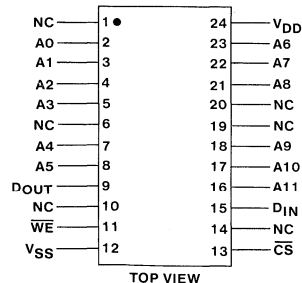 NC 1 24 VDD
A0 2 23 A6
A1 3 22 A7
A2 4 21 A8
A3 5 20 NC
NC 6 19 NC
A4 7 18 A9
A5 8 17 A10
DOUT 9 16 A11
NC 10 15 DIN
WE 11 14 NC
VSS 12 13 CS
TOP VIEW